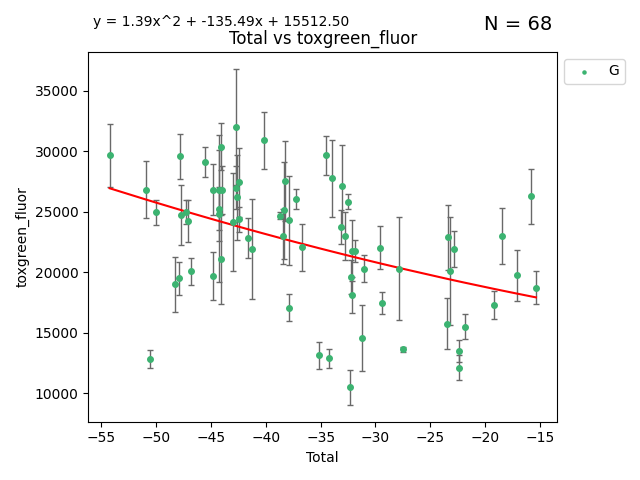 y = 1.39x^2 + -135.49x + 15512.50
N = 68
Total vs toxgreen_fluor
G
toxgreen_fluor
35000
30000
25000
20000
15000
10000
−55 −50 −45 −40 −35 −30 −25 −20 −15
Total